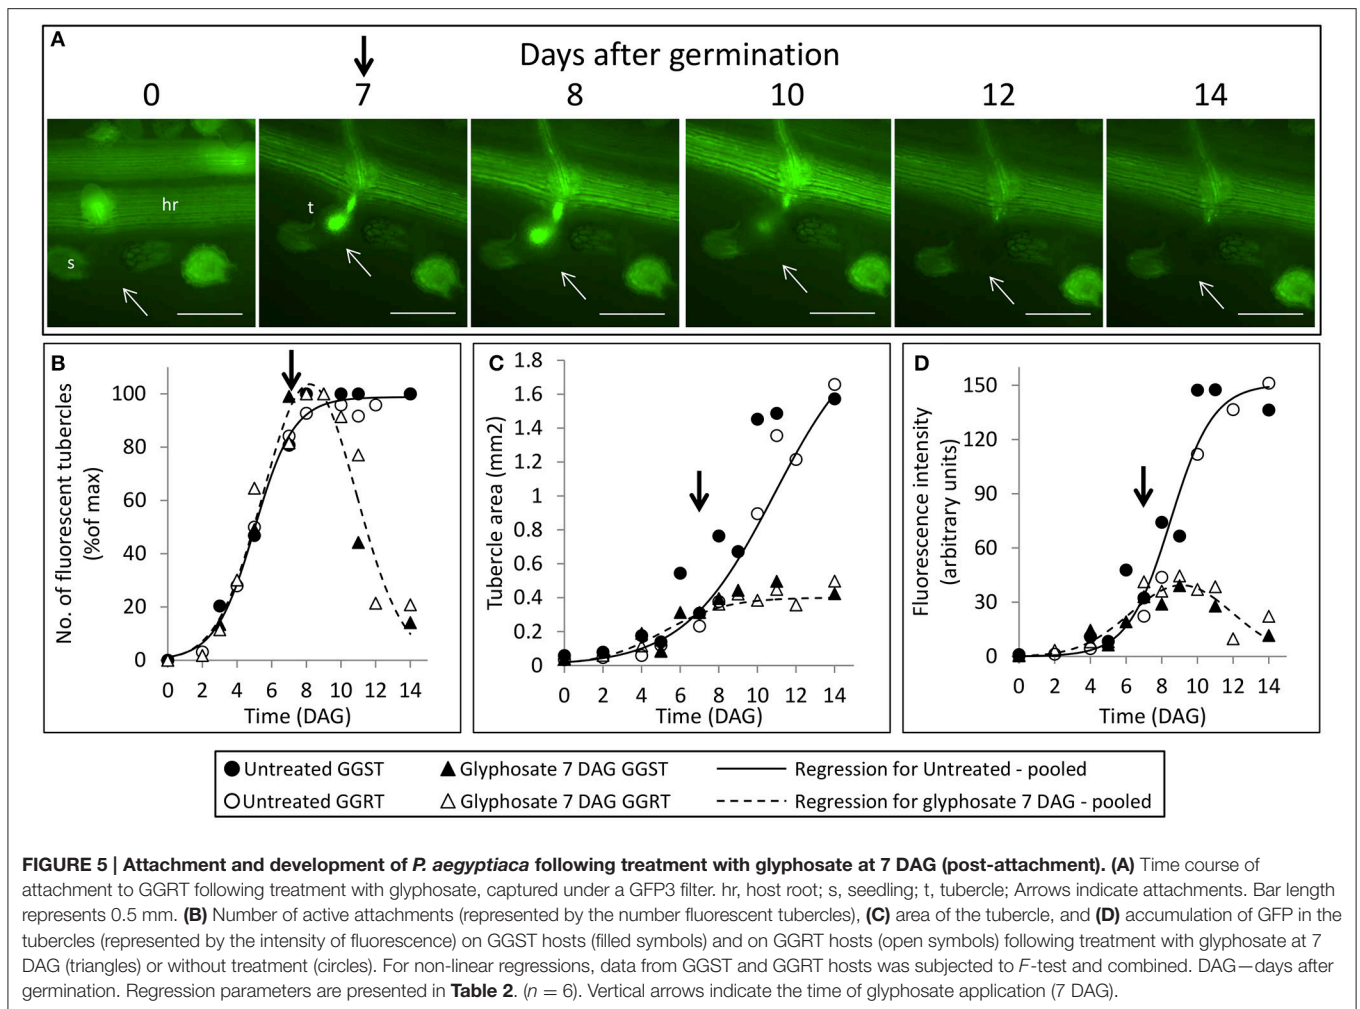 A
Days after germination
0 7 8 10 12 14
hr
s
t
B
No. of fluorescent tubercles
(%of max)
100
80
60
40
20
0
0 2 4 6 8 10 12 14
Time (DAG)
C
Tubercle area (mm2)
1.8
1.6
1.4
1.2
1
0.8
0.6
0.4
0.2
0
0 2 4 6 8 10 12 14
Time (DAG)
D
Fluorescence intensity
(arbitrary units)
150
120
90
60
30
0
0 2 4 6 8 10 12 14
Time (DAG)
Untreated GGST Glyphosate 7 DAG GGST Regression for Untreated - pooled
Untreated GGRT Glyphosate 7 DAG GGRT Regression for glyphosate 7 DAG - pooled
FIGURE 5 | Attachment and development of P. aegyptiaca following treatment with glyphosate at 7 DAG (post-attachment). (A) Time course of
attachment to GGRT following treatment with glyphosate, captured under a GFP3 filter. hr, host root; s, seedling; t, tubercle; Arrows indicate attachments. Bar length
represents 0.5 mm. (B) Number of active attachments (represented by the number fluorescent tubercles), (C) area of the tubercle, and (D) accumulation of GFP in the
tubercles (represented by the intensity of fluorescence) on GGST hosts (filled symbols) and on GGRT hosts (open symbols) following treatment with glyphosate at 7
DAG (triangles) or without treatment (circles). For non-linear regressions, data from GGST and GGRT hosts was subjected to F-test and combined. DAG—days after
germination. Regression parameters are presented in Table 2. (n = 6). Vertical arrows indicate the time of glyphosate application (7 DAG).